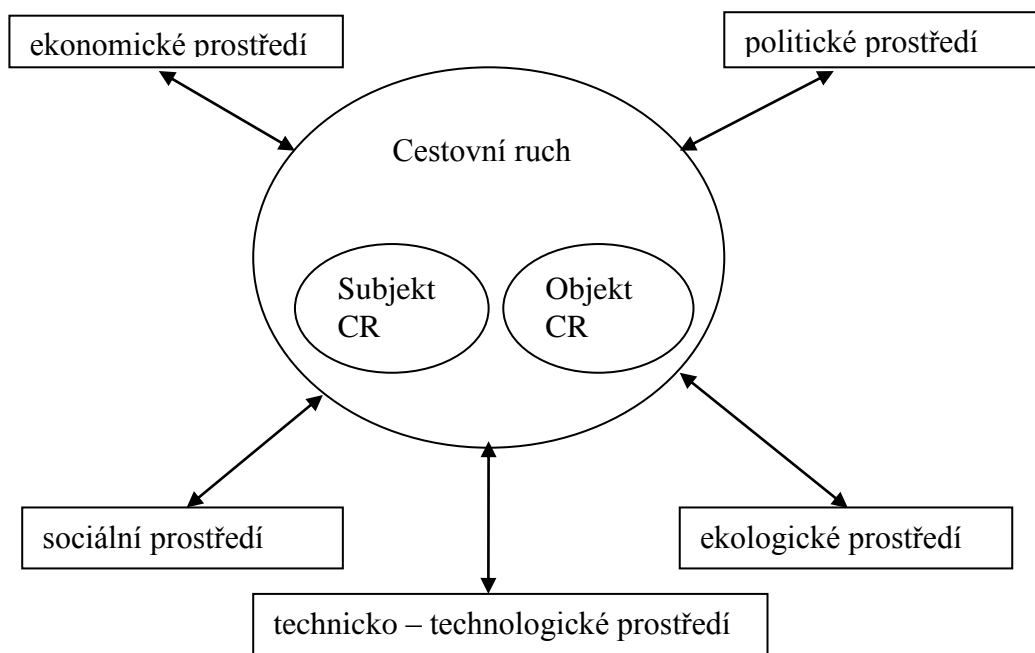 ekonomické prostředí
politické prostředí
Cestovní ruch
Subjekt
CR
Objekt
CR
sociální prostředí
ekologické prostředí
technicko – technologické prostředí